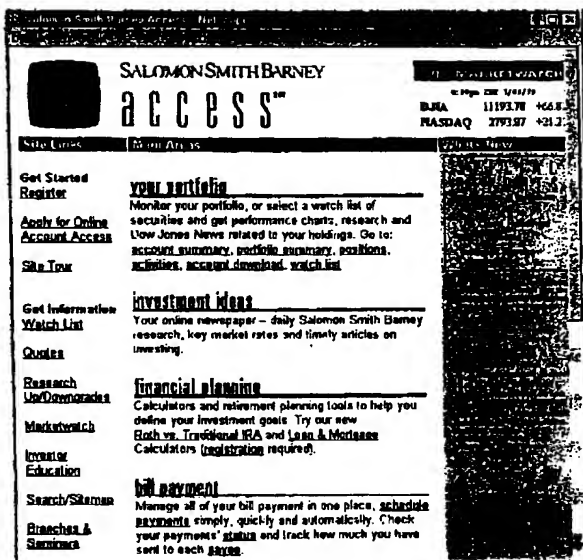 Salomon Smith Barney Access - Netscape
SALOMON SMITH BARNEY
access℠
MARKETWATCH
DJIA 11193.78
NASDAQ 2793.97
Site Links
Main Areas
What's New
Get Started
Register
Apply for Online
Account Access
Site Tour
Get Information
Watch List
Quotes
Research
Up/Downgrades
Marketwatch
Investor
Education
Search/Sitemap
Branches &
Seminars
your portfolio
Monitor your portfolio, or select a watch list of
securities and get performance charts, research and
Dow Jones News related to your holdings. Go to:
account summary, portfolio summary, positions,
activities, account download, watch list
investment ideas
Your online newspaper – daily Salomon Smith Barney
research, key market rates and timely articles on
investing.
financial planning
Calculators and retirement planning tools to help you
define your investment goals. Try our new
Roth vs. Traditional IRA and Loan & Mortgage
Calculators (registration required).
bill payment
Manage all of your bill payment in one place, schedule
payments simply, quickly and automatically. Check
your payments' status and track how much you have
sent to each payee.